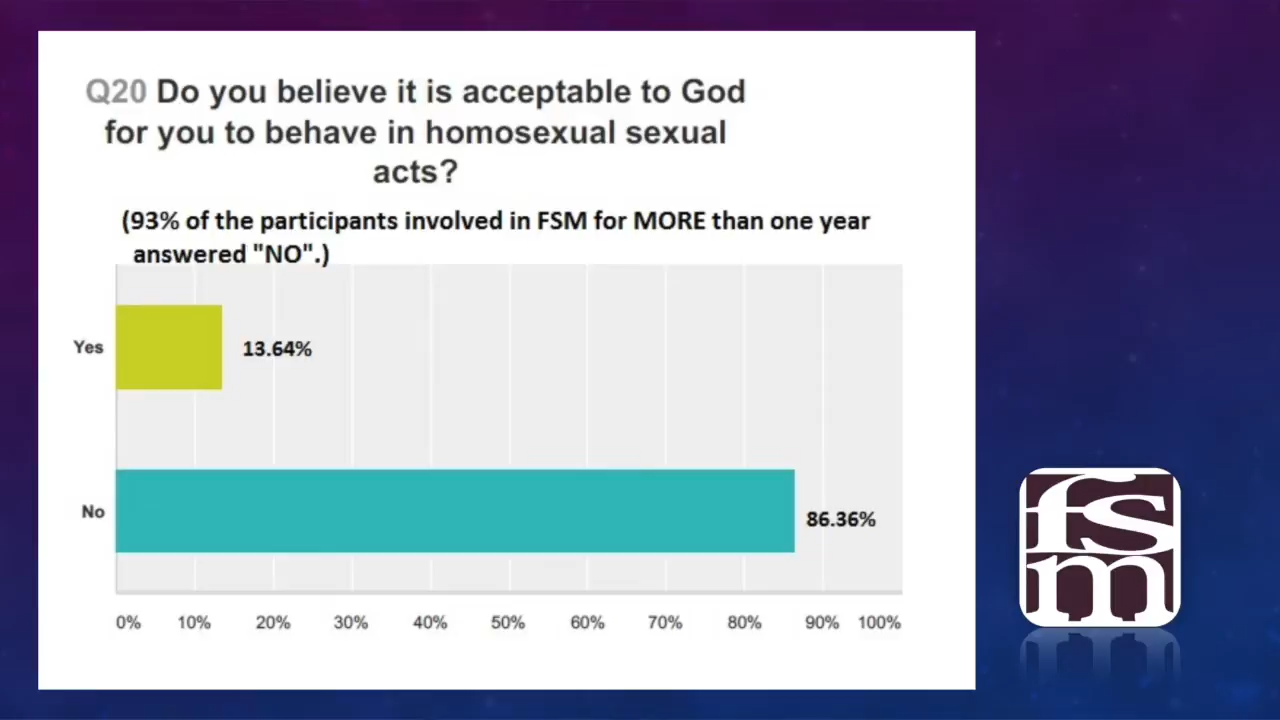 Q20 Do you believe it is acceptable to God
for you to behave in homosexual sexual
acts?
(93% of the participants involved in FSM for MORE than one year
answered "NO".)
Yes
13.64%
No
86.36%
0% 10% 20% 30% 40% 50% 60% 70% 80% 90% 100%
fs
m